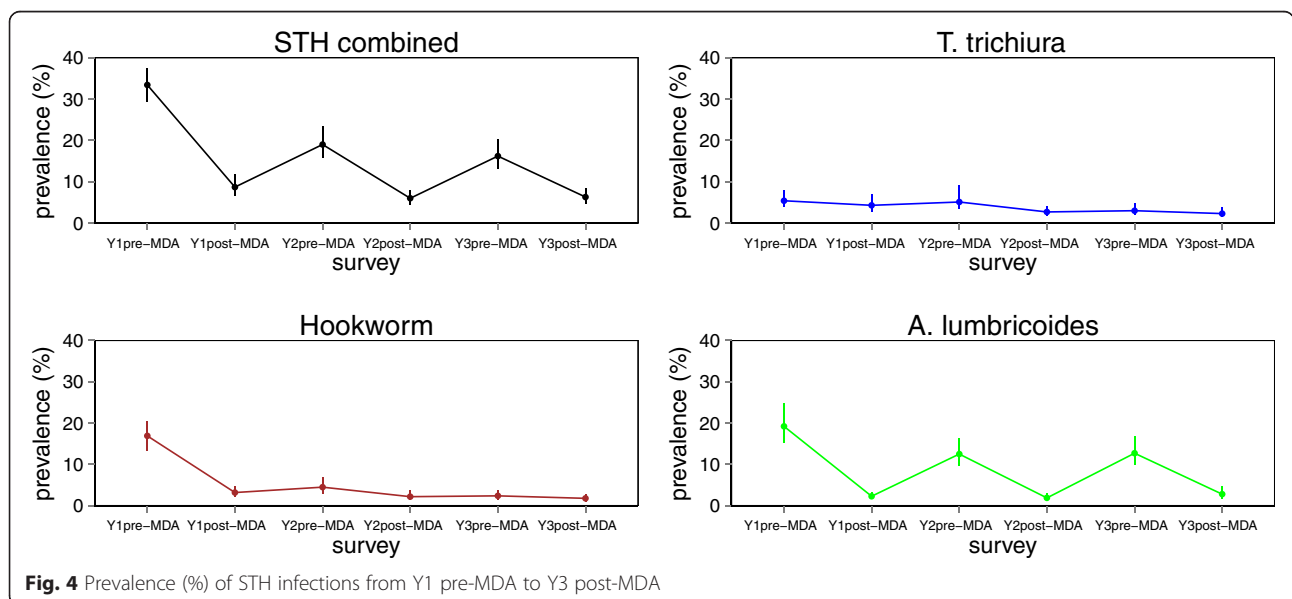 STH combined
prevalence (%)
40
30
20
10
0
Y1pre−MDA Y1post−MDA Y2pre−MDA Y2post−MDA Y3pre−MDA Y3post−MDA
survey
T. trichiura
prevalence (%)
40
30
20
10
0
Y1pre−MDA Y1post−MDA Y2pre−MDA Y2post−MDA Y3pre−MDA Y3post−MDA
survey
Hookworm
prevalence (%)
40
30
20
10
0
Y1pre−MDA Y1post−MDA Y2pre−MDA Y2post−MDA Y3pre−MDA Y3post−MDA
survey
A. lumbricoides
prevalence (%)
40
30
20
10
0
Y1pre−MDA Y1post−MDA Y2pre−MDA Y2post−MDA Y3pre−MDA Y3post−MDA
survey
Fig. 4 Prevalence (%) of STH infections from Y1 pre-MDA to Y3 post-MDA